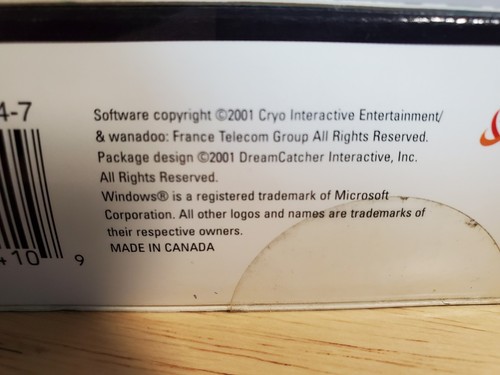 4-7
Software copyright ©2001 Cryo Interactive Entertainment/
& wanadoo: France Telecom Group All Rights Reserved.
Package design ©2001 DreamCatcher Interactive, Inc.
All Rights Reserved.
Windows® is a registered trademark of Microsoft
Corporation. All other logos and names are trademarks of
their respective owners.
MADE IN CANADA
410 9